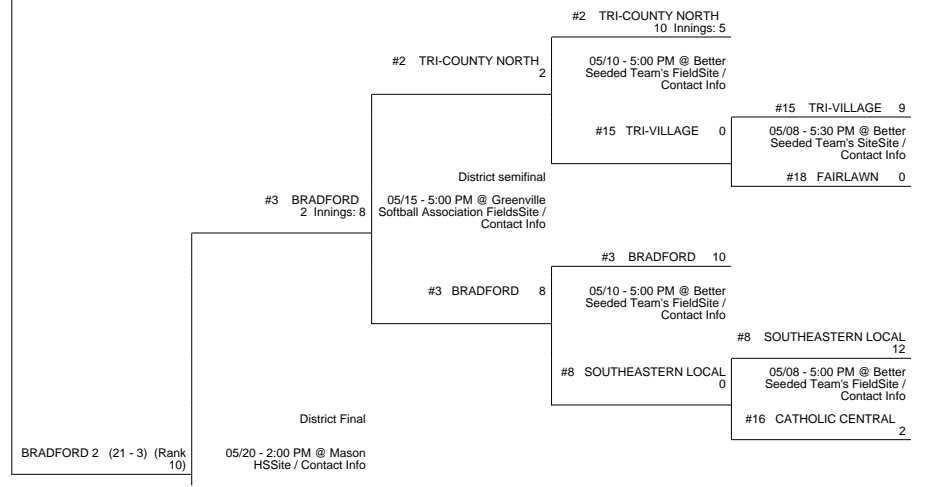 #2 TRI-COUNTY NORTH
10 Innings: 5
#2 TRI-COUNTY NORTH
2
05/10 - 5:00 PM @ Better
Seeded Team's FieldSite /
Contact Info
#15 TRI-VILLAGE 9
#15 TRI-VILLAGE 0
05/08 - 5:30 PM @ Better
Seeded Team's SiteSite /
Contact Info
#18 FAIRLAWN 0
District semifinal
#3 BRADFORD
2 Innings: 8
05/15 - 5:00 PM @ Greenville
Softball Association FieldsSite /
Contact Info
#3 BRADFORD 10
#3 BRADFORD 8
05/10 - 5:00 PM @ Better
Seeded Team's FieldSite /
Contact Info
#8 SOUTHEASTERN LOCAL
12
#8 SOUTHEASTERN LOCAL
0
05/08 - 5:00 PM @ Better
Seeded Team's FieldSite /
Contact Info
#16 CATHOLIC CENTRAL
2
District Final
BRADFORD 2 (21 - 3) (Rank
10)
05/20 - 2:00 PM @ Mason
HSSite / Contact Info